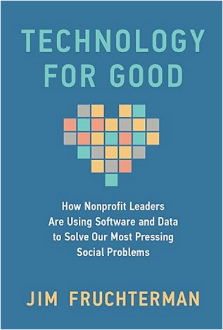 TECHNOLOGY
FOR GOOD
How Nonprofit Leaders
Are Using Software and Data
to Solve Our Most Pressing
Social Problems
JIM FRUCHTERMAN